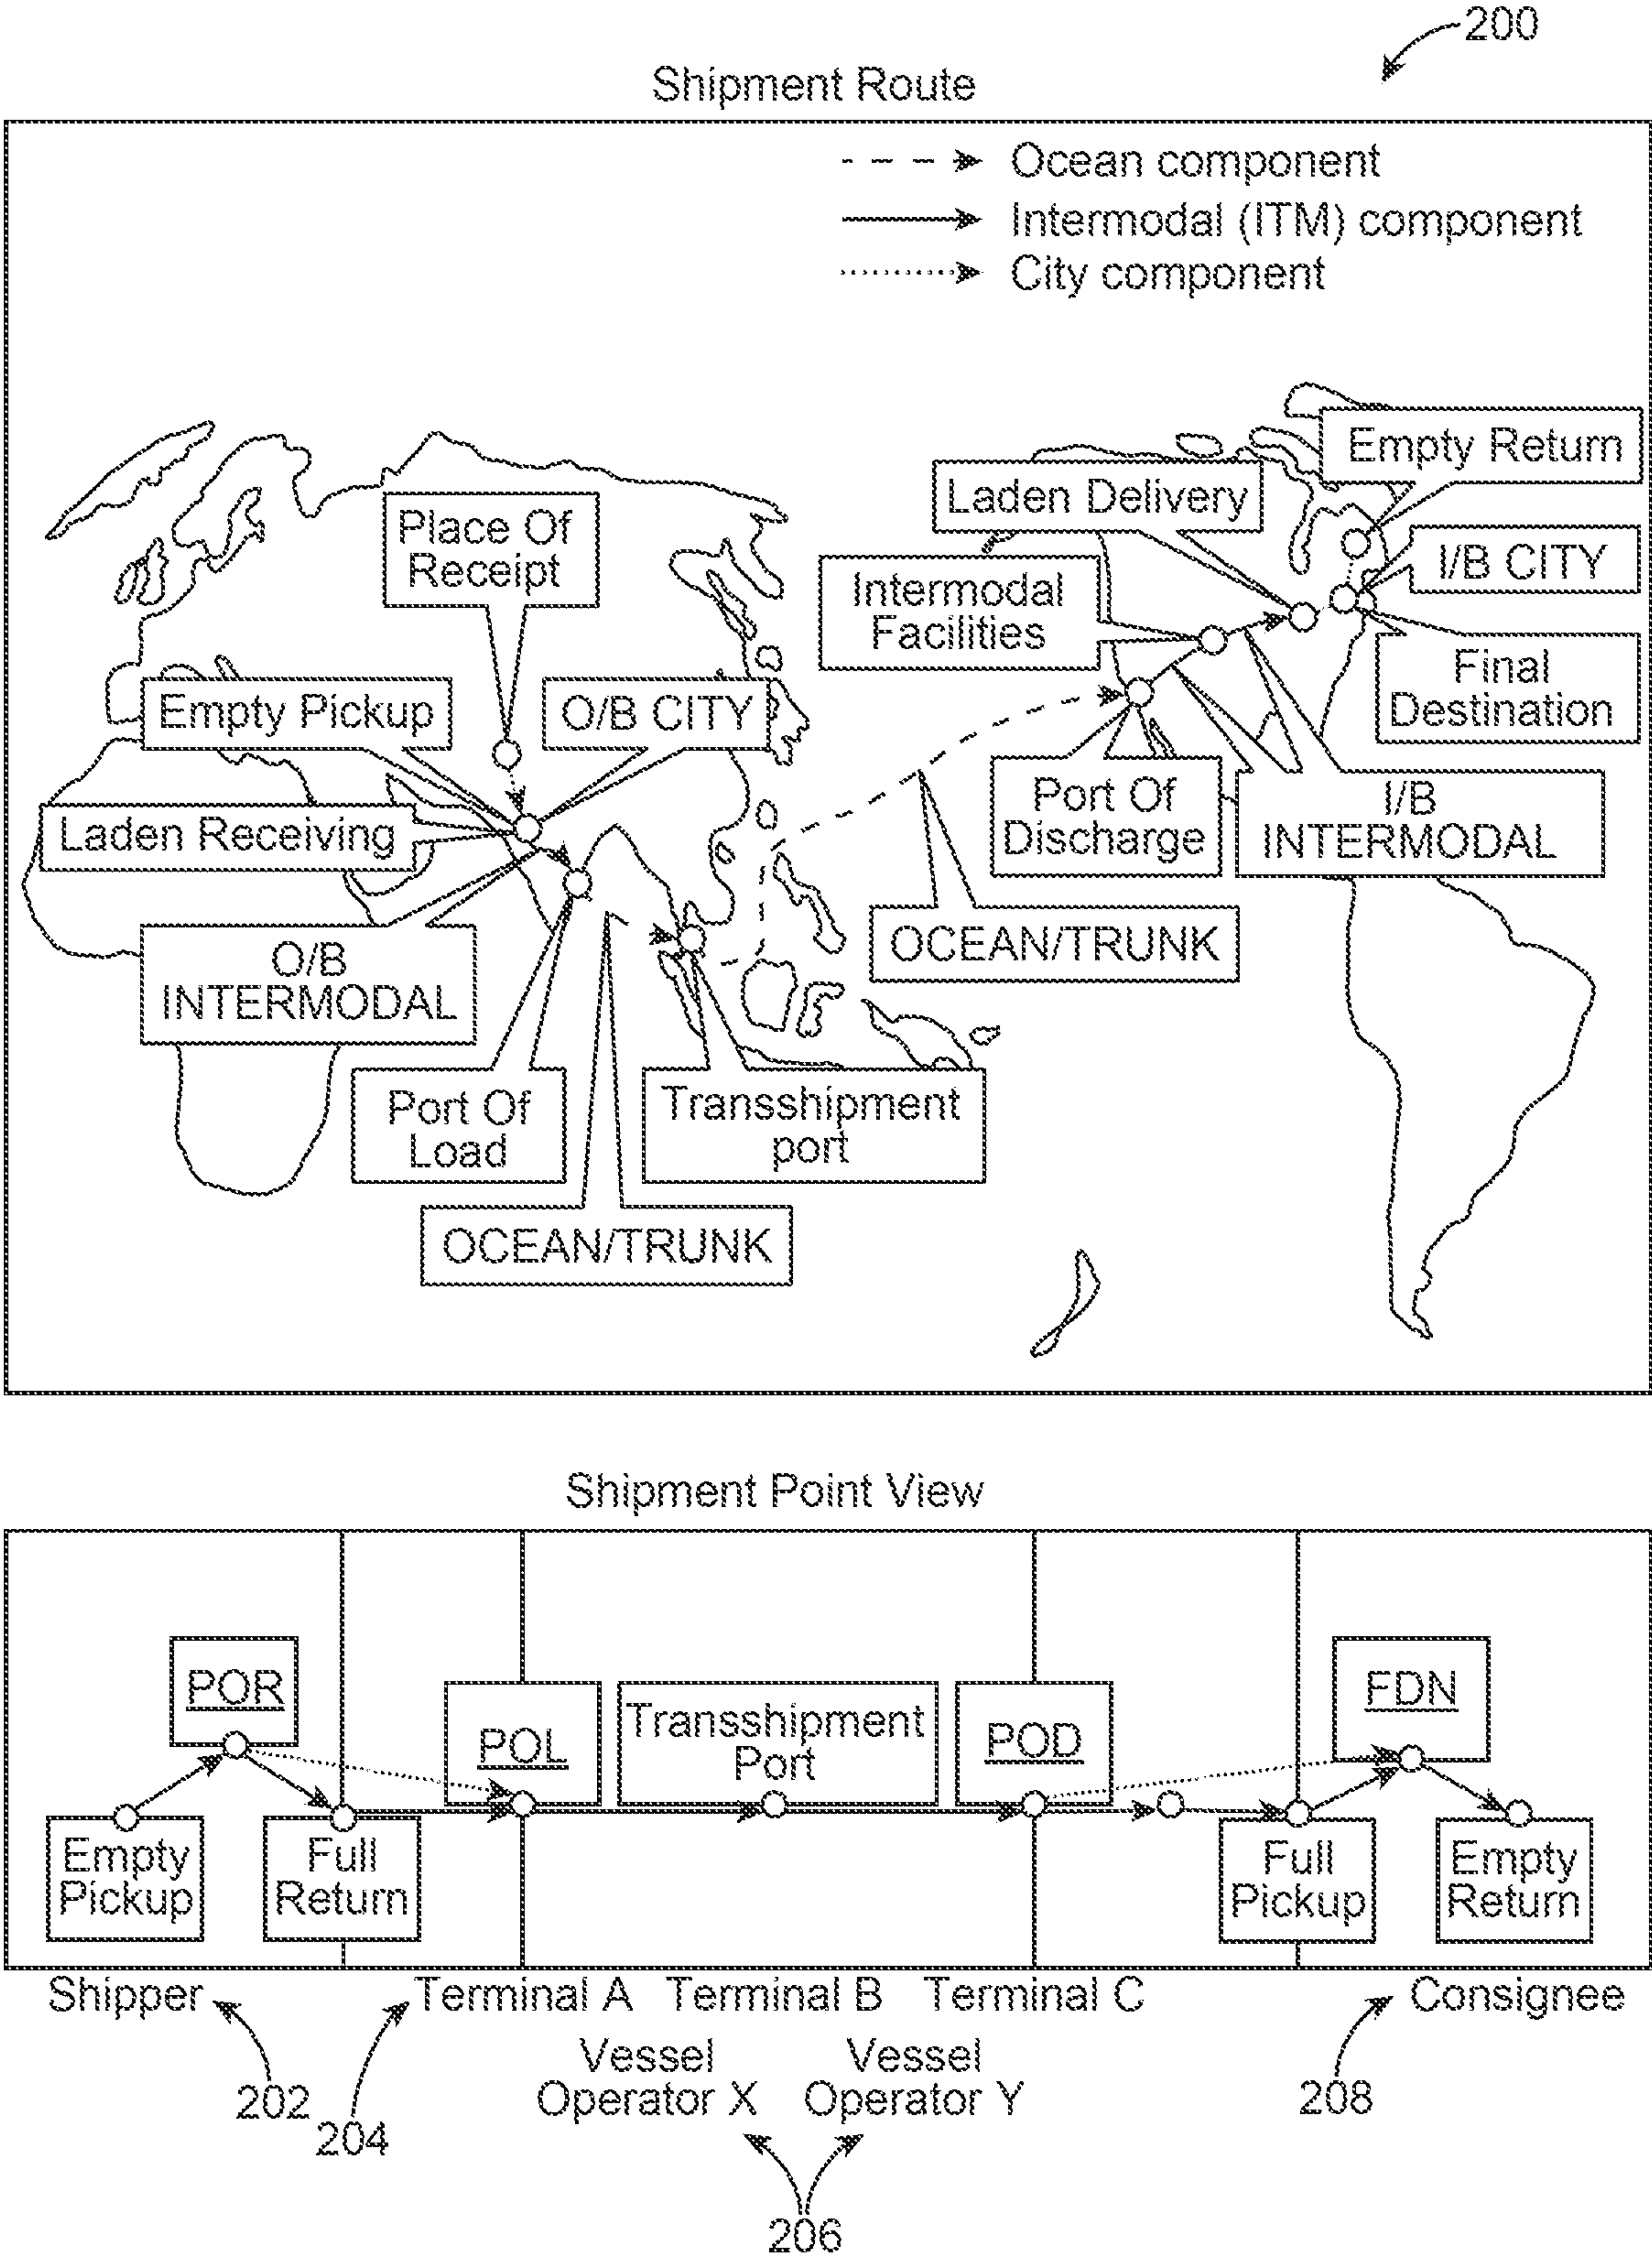 200
Shipment Route
Ocean component
Intermodal (ITM) component
City component
Empty Return
Laden Delivery
Place Of
Receipt
I/B CITY
Intermodal
Facilities
Final
Destination
Empty Pickup
O/B CITY
Port Of
Discharge
I/B
INTERMODAL
Laden Receiving
OCEAN/TRUNK
O/B
INTERMODAL
Port Of
Load
Transshipment
port
OCEAN/TRUNK
Shipment Point View
POR
POL
Transshipment
Port
POD
FDN
Empty
Pickup
Full
Return
Full
Pickup
Empty
Return
Shipper
Terminal A
Terminal B
Terminal C
Consignee
Vessel
Operator X
Vessel
Operator Y
202
204
206
208